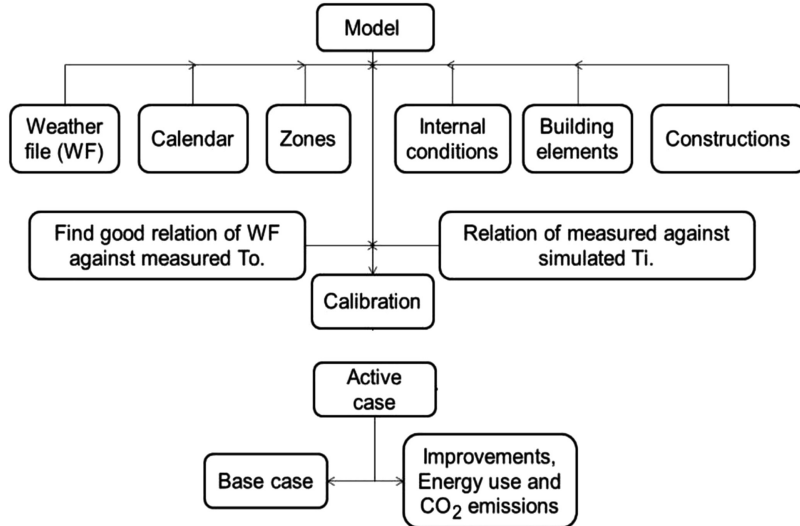 Model
Weather
file (WF)
Calendar
Zones
Internal
conditions
Building
elements
Constructions
Find good relation of WF
against measured To.
Relation of measured against
simulated Ti.
Calibration
Active
case
Base case
Improvements,
Energy use and
CO₂ emissions